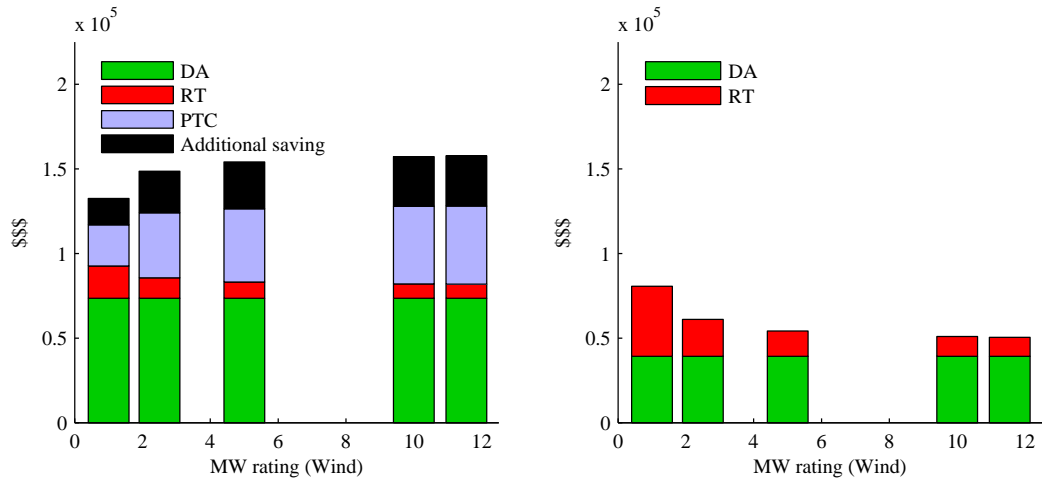 x 10^5
2
1.5
1
0.5
0
$$$
DA
RT
PTC
Additional saving
0 2 4 6 8 10 12
MW rating (Wind)
x 10^5
2
1.5
1
0.5
0
$$$
DA
RT
0 2 4 6 8 10 12
MW rating (Wind)